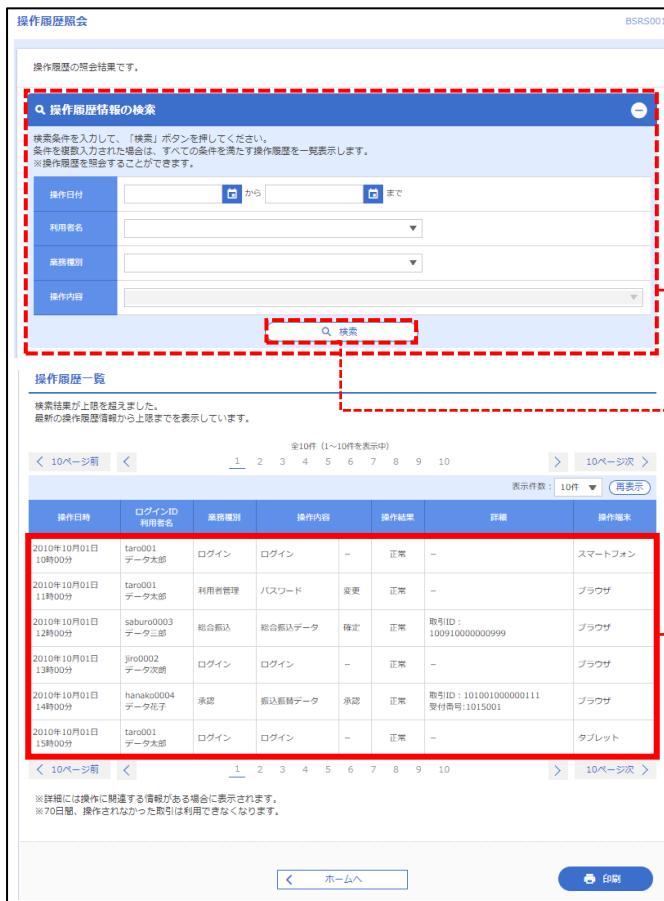 操作履歴照会
BSRS001
操作履歴の照会結果です。
操作履歴情報の検索
検索条件を入力して、「検索」ボタンを押してください。
条件を複数入力された場合は、すべての条件を満たす操作履歴を一覧表示します。
※操作履歴を照会することができます。
操作日付 から まで
利用者名
業務種別
操作内容
検索
操作履歴一覧
検索結果が上限を超えました。
最新の操作履歴情報から上限までを表示しています。
全10件（1～10件を表示中）
10ページ前 1 2 3 4 5 6 7 8 9 10 10ページ次
表示件数： 10件 再表示
操作日時 ログインID 利用者名 業務種別 操作内容 操作結果 詳細 操作端末
2010年10月01日 taro001 ログイン ログイン － 正常 － スマートフォン
10時00分 データ太郎
2010年10月01日 taro001 利用者管理 パスワード 変更 正常 － ブラウザ
11時00分 データ太郎
2010年10月01日 saburo0003 総合振込 総合振込データ 確定 正常 取引ID： ブラウザ
12時00分 データ三郎 100910000000999
2010年10月01日 jiro0002 ログイン ログイン － 正常 － ブラウザ
13時00分 データ次朗
2010年10月01日 hanako0004 承認 振込振替データ 承認 正常 取引ID：101001000000111 ブラウザ
14時00分 データ花子 受付番号:1015001
2010年10月01日 taro001 ログイン ログイン － 正常 － タブレット
15時00分 データ太郎
10ページ前 1 2 3 4 5 6 7 8 9 10 10ページ次
※詳細には操作に関連する情報がある場合に表示されます。
※70日間、操作されなかった取引は利用できなくなります。
ホームへ
印刷